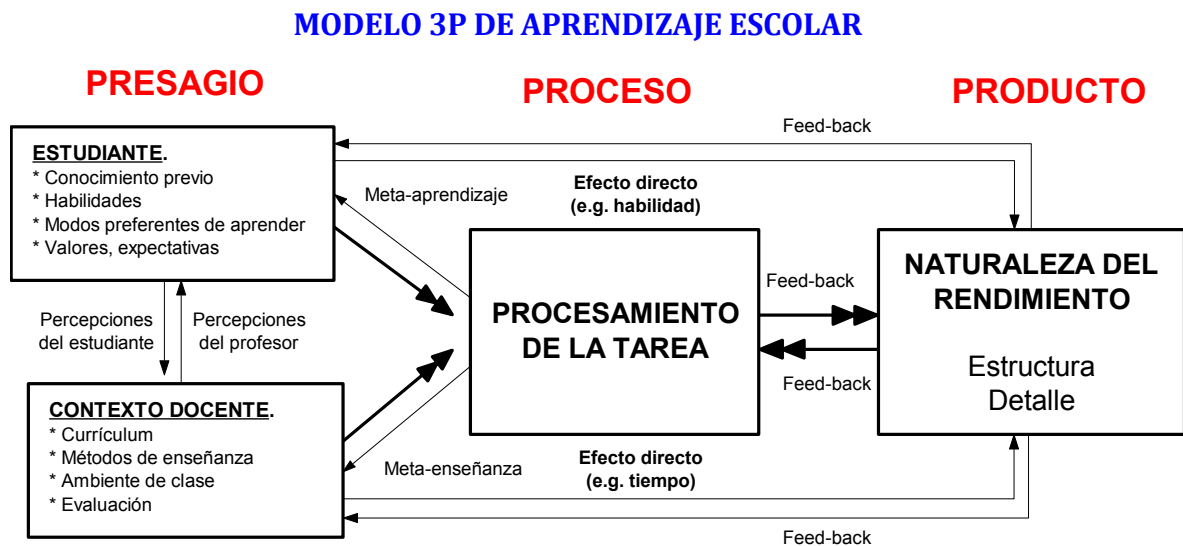 MODELO 3P DE APRENDIZAJE ESCOLAR
PRESAGIO
PROCESO
PRODUCTO
Feed-back
ESTUDIANTE.
* Conocimiento previo
* Habilidades
* Modos preferentes de aprender
* Valores, expectativas
Meta-aprendizaje
Efecto directo
(e.g. habilidad)
Percepciones
del estudiante
Percepciones
del profesor
PROCESAMIENTO
DE LA TAREA
Feed-back
Feed-back
NATURALEZA DEL
RENDIMIENTO
Estructura
Detalle
CONTEXTO DOCENTE.
* Currículum
* Métodos de enseñanza
* Ambiente de clase
* Evaluación
Meta-enseñanza
Efecto directo
(e.g. tiempo)
Feed-back